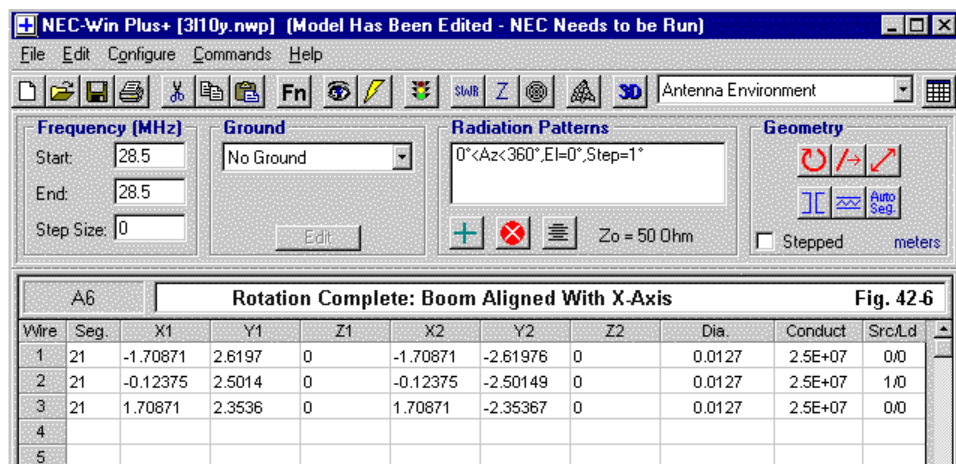 NEC-Win Plus+ [3l10y.nwp] (Model Has Been Edited - NEC Needs to be Run)
File Edit Configure Commands Help
Fn SWR Z 3D Antenna Environment
Frequency (MHz) Ground Radiation Patterns Geometry
Start: 28.5 No Ground 0°<Az<360°,El=0°,Step=1°
End: 28.5 Auto Seg.
Step Size: 0 Edit Zo = 50 Ohm Stepped meters
A6 Rotation Complete: Boom Aligned With X-Axis Fig. 42-6
Wire Seg. X1 Y1 Z1 X2 Y2 Z2 Dia. Conduct Src/Ld
1 21 -1.70871 2.6197 0 -1.70871 -2.61976 0 0.0127 2.5E+07 0/0
2 21 -0.12375 2.5014 0 -0.12375 -2.50149 0 0.0127 2.5E+07 1/0
3 21 1.70871 2.3536 0 1.70871 -2.35367 0 0.0127 2.5E+07 0/0
4
5